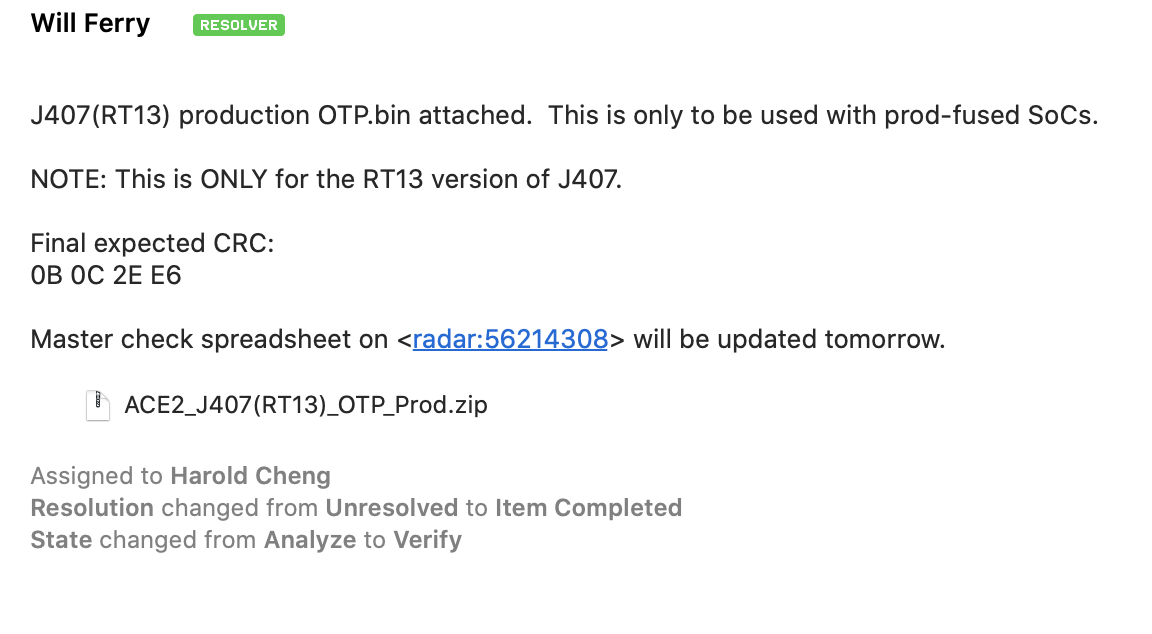 Will Ferry RESOLVER
J407(RT13) production OTP.bin attached.  This is only to be used with prod-fused SoCs.
NOTE: This is ONLY for the RT13 version of J407.
Final expected CRC:
0B 0C 2E E6
Master check spreadsheet on <radar:56214308> will be updated tomorrow.
ACE2_J407(RT13)_OTP_Prod.zip
Assigned to Harold Cheng
Resolution changed from Unresolved to Item Completed
State changed from Analyze to Verify